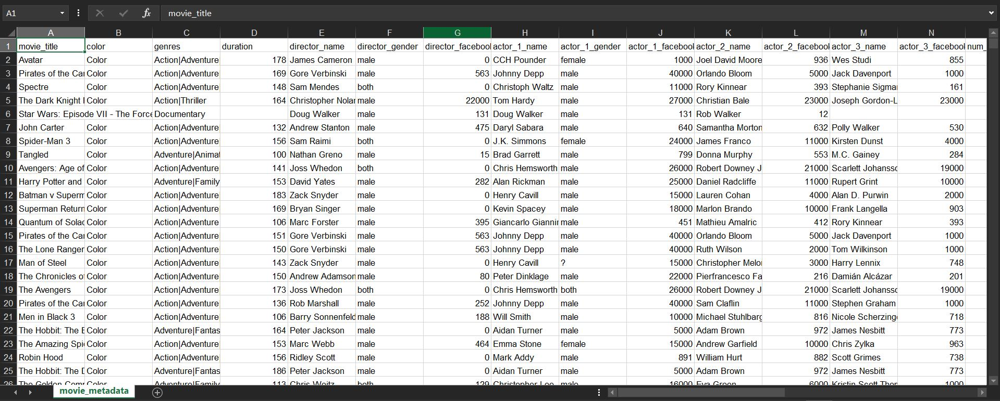 A1 fx movie_title
A B C D E F G H I J K L M N
1 movie_title color genres duration director_name director_gender director_facebool actor_1_name actor_1_gender actor_1_facebook actor_2_name actor_2_facebook actor_3_name actor_3_facebool num_
2 Avatar Color Action|Adventure| 178 James Cameron male 0 CCH Pounder female 1000 Joel David Moore 936 Wes Studi 855
3 Pirates of the Car Color Action|Adventure| 169 Gore Verbinski male 563 Johnny Depp male 40000 Orlando Bloom 5000 Jack Davenport 1000
4 Spectre Color Action|Adventure| 148 Sam Mendes both 0 Christoph Waltz male 11000 Rory Kinnear 393 Stephanie Sigmar 161
5 The Dark Knight Color Action|Thriller 164 Christopher Nolar male 22000 Tom Hardy male 27000 Christian Bale 23000 Joseph Gordon-L 23000
6 Star Wars: Episode VII - The Force Documentary Doug Walker male 131 Doug Walker male 131 Rob Walker 12
7 John Carter Color Action|Adventure| 132 Andrew Stanton male 475 Daryl Sabara male 640 Samantha Morton 632 Polly Walker 530
8 Spider-Man 3 Color Action|Adventure| 156 Sam Raimi both 0 J.K. Simmons female 24000 James Franco 11000 Kirsten Dunst 4000
9 Tangled Color Adventure|Animat 100 Nathan Greno male 15 Brad Garrett male 799 Donna Murphy 553 M.C. Gainey 284
10 Avengers: Age of Color Action|Adventure| 141 Joss Whedon both 0 Chris Hemsworth male 26000 Robert Downey J 21000 Scarlett Johanssc 19000
11 Harry Potter and Color Adventure|Family 153 David Yates male 282 Alan Rickman male 25000 Daniel Radcliffe 11000 Rupert Grint 10000
12 Batman v Superm Color Action|Adventure| 183 Zack Snyder male 0 Henry Cavill male 15000 Lauren Cohan 4000 Alan D. Purwin 2000
13 Superman Return Color Action|Adventure| 169 Bryan Singer male 0 Kevin Spacey male 18000 Marlon Brando 10000 Frank Langella 903
14 Quantum of Solac Color Action|Adventure 106 Marc Forster male 395 Giancarlo Giannir male 451 Mathieu Amalric 412 Rory Kinnear 393
15 Pirates of the Car Color Action|Adventure| 151 Gore Verbinski male 563 Johnny Depp male 40000 Orlando Bloom 5000 Jack Davenport 1000
16 The Lone Ranger Color Action|Adventure| 150 Gore Verbinski male 563 Johnny Depp male 40000 Ruth Wilson 2000 Tom Wilkinson 1000
17 Man of Steel Color Action|Adventure| 143 Zack Snyder male 0 Henry Cavill ? 15000 Christopher Melor 3000 Harry Lennix 748
18 The Chronicles of Color Action|Adventure| 150 Andrew Adamson male 80 Peter Dinklage male 22000 Pierfrancesco Fa 216 Damián Alcázar 201
19 The Avengers Color Action|Adventure| 173 Joss Whedon both 0 Chris Hemsworth both 26000 Robert Downey J 21000 Scarlett Johanssc 19000
20 Pirates of the Car Color Action|Adventure| 136 Rob Marshall male 252 Johnny Depp male 40000 Sam Claflin 11000 Stephen Graham 1000
21 Men in Black 3 Color Action|Adventure| 106 Barry Sonnenfeld male 188 Will Smith male 10000 Michael Stuhlbarg 816 Nicole Scherzinge 718
22 The Hobbit: The B Color Adventure|Fantas 164 Peter Jackson male 0 Aidan Turner male 5000 Adam Brown 972 James Nesbitt 773
23 The Amazing Spi Color Action|Adventure| 153 Marc Webb male 464 Emma Stone female 15000 Andrew Garfield 10000 Chris Zylka 963
24 Robin Hood Color Action|Adventure| 156 Ridley Scott male 0 Mark Addy male 891 William Hurt 882 Scott Grimes 738
25 The Hobbit: The D Color Adventure|Fantas 186 Peter Jackson male 0 Aidan Turner male 5000 Adam Brown 972 James Nesbitt 773
26 The Golden Com Color Adventure|Family 113 Chris Weitz both 129 Christopher Lee male 16000 Eva Green 6000 Kristin Scott Thom 1000
movie_metadata